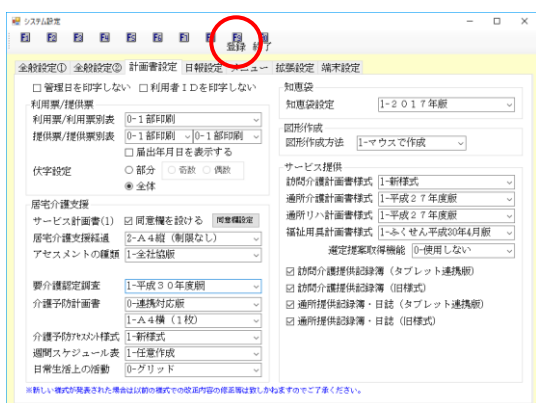 システム設定
F1 F2 F3 F4 F5 F6 F7 F8
登録 終了
全般設定① 全般設定② 計画書設定 日報設定 メニュー 拡張設定 端末設定
□ 管理日を印字しない □ 利用者ＩＤを印字しない
利用票/提供票
利用票/利用票別表 0-1部印刷
提供票/提供票別表 0-1部印刷 0-1部印刷
□ 届出年月日を表示する
伏字設定 ○ 部分 ○ 奇数 ○ 偶数
◉ 全体
居宅介護支援
サービス計画書(1) ☑ 同意欄を設ける 同意欄設定
居宅介護支援経過 2-Ａ４縦（制限なし）
アセスメントの種類 1-全社協版
要介護認定調査 1-平成３０年度版
介護予防計画書 0-連携対応版
1-Ａ４横（１枚）
介護予防ｱｾｽﾒﾝﾄ様式 1-新様式
週間スケジュール表 1-任意作成
日常生活上の活動 0-グリッド
知恵袋
知恵袋設定 1-２０１７年版
図形作成
図形作成方法 1-マウスで作成
サービス提供
訪問介護計画書様式 1-新様式
通所介護計画書様式 1-平成２７年度版
通所リハ計画書様式 1-平成２７年度版
福祉用具計画書様式 1-ふくせん平成30年4月版
選定提案取得機能 0-使用しない
☑ 訪問介護提供記録簿（タブレット連携版）
☑ 訪問介護提供記録簿（旧様式）
☑ 通所提供記録簿・日誌（タブレット連携版）
☑ 通所提供記録簿・日誌（旧様式）
※新しい様式が発表された場合は以前の様式での改正内容の修正等は致しかねますのでご了承ください。